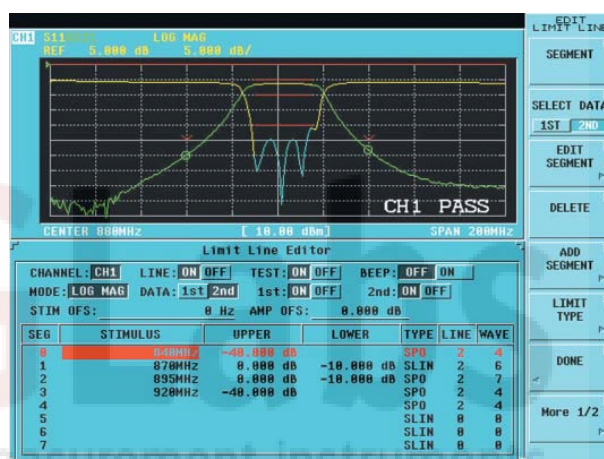 CH1 S11 LOG MAG
REF 5.000 dB 5.000 dB/
CH1 PASS
CENTER 880MHz [ 10.00 dBm] SPAN 200MHz
Limit Line Editor
CHANNEL: CH1 LINE: ON OFF TEST: ON OFF BEEP: OFF ON
MODE: LOG MAG DATA: 1st 2nd 1st: ON OFF 2nd: ON OFF
STIM OFS: 0 Hz AMP OFS: 0.000 dB
SEG STIMULUS UPPER LOWER TYPE LINE WAVE
0 840MHz -40.000 dB SPO 2 4
1 870MHz 0.000 dB -10.000 dB SLIN 2 6
2 895MHz 0.000 dB -10.000 dB SPO 2 7
3 920MHz -40.000 dB SPO 2 4
4 SPO 2 4
5 SLIN 0 0
6 SLIN 0 0
7 SLIN 0 0
EDIT
LIMIT LINE
SEGMENT
SELECT DATA
1ST 2ND
EDIT
SEGMENT
DELETE
ADD
SEGMENT
LIMIT
TYPE
DONE
More 1/2